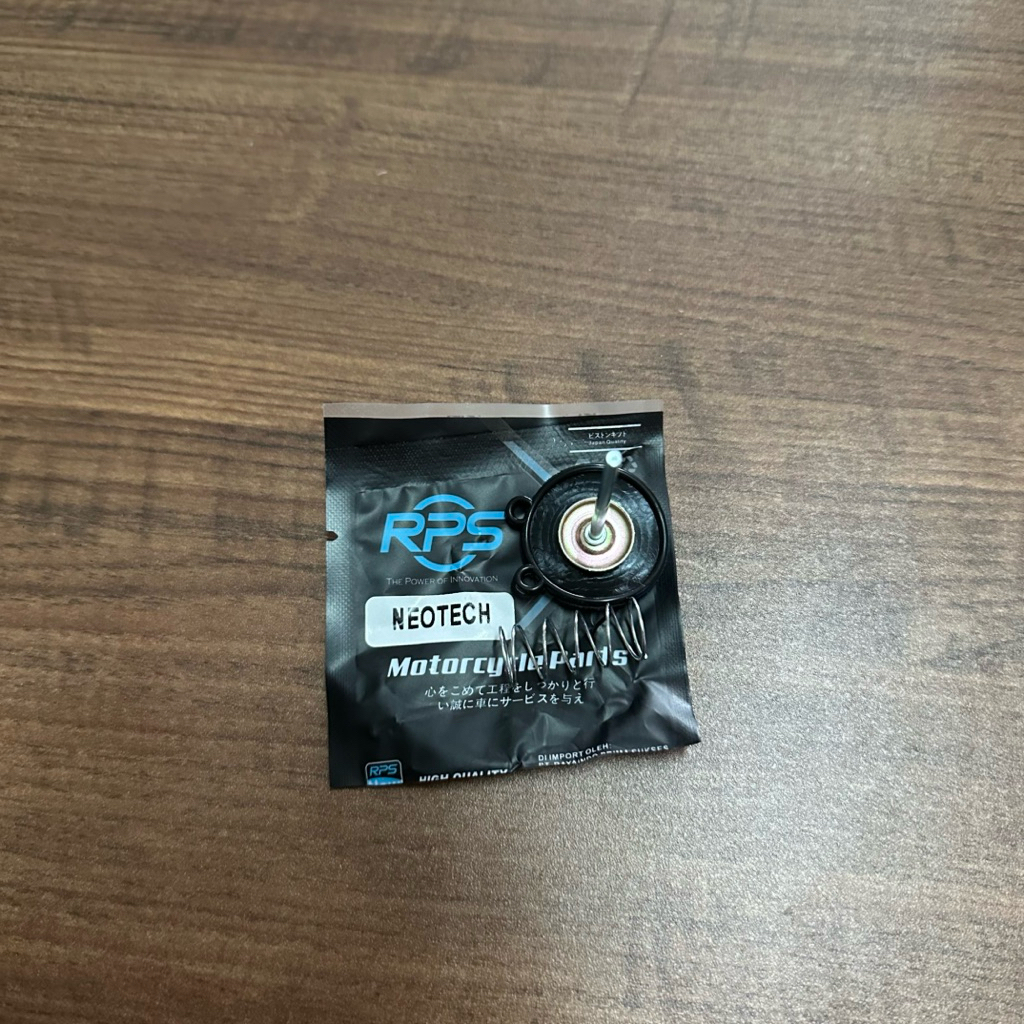 ピストンキット
Japan Quality
RPS
THE POWER OF INNOVATION
NEOTECH
Motorcycle Parts
心をこめて工程をしっかりと行
い誠に車にサービスを与え
DI IMPORT OLEH:
RPS
HIGH QUALITY